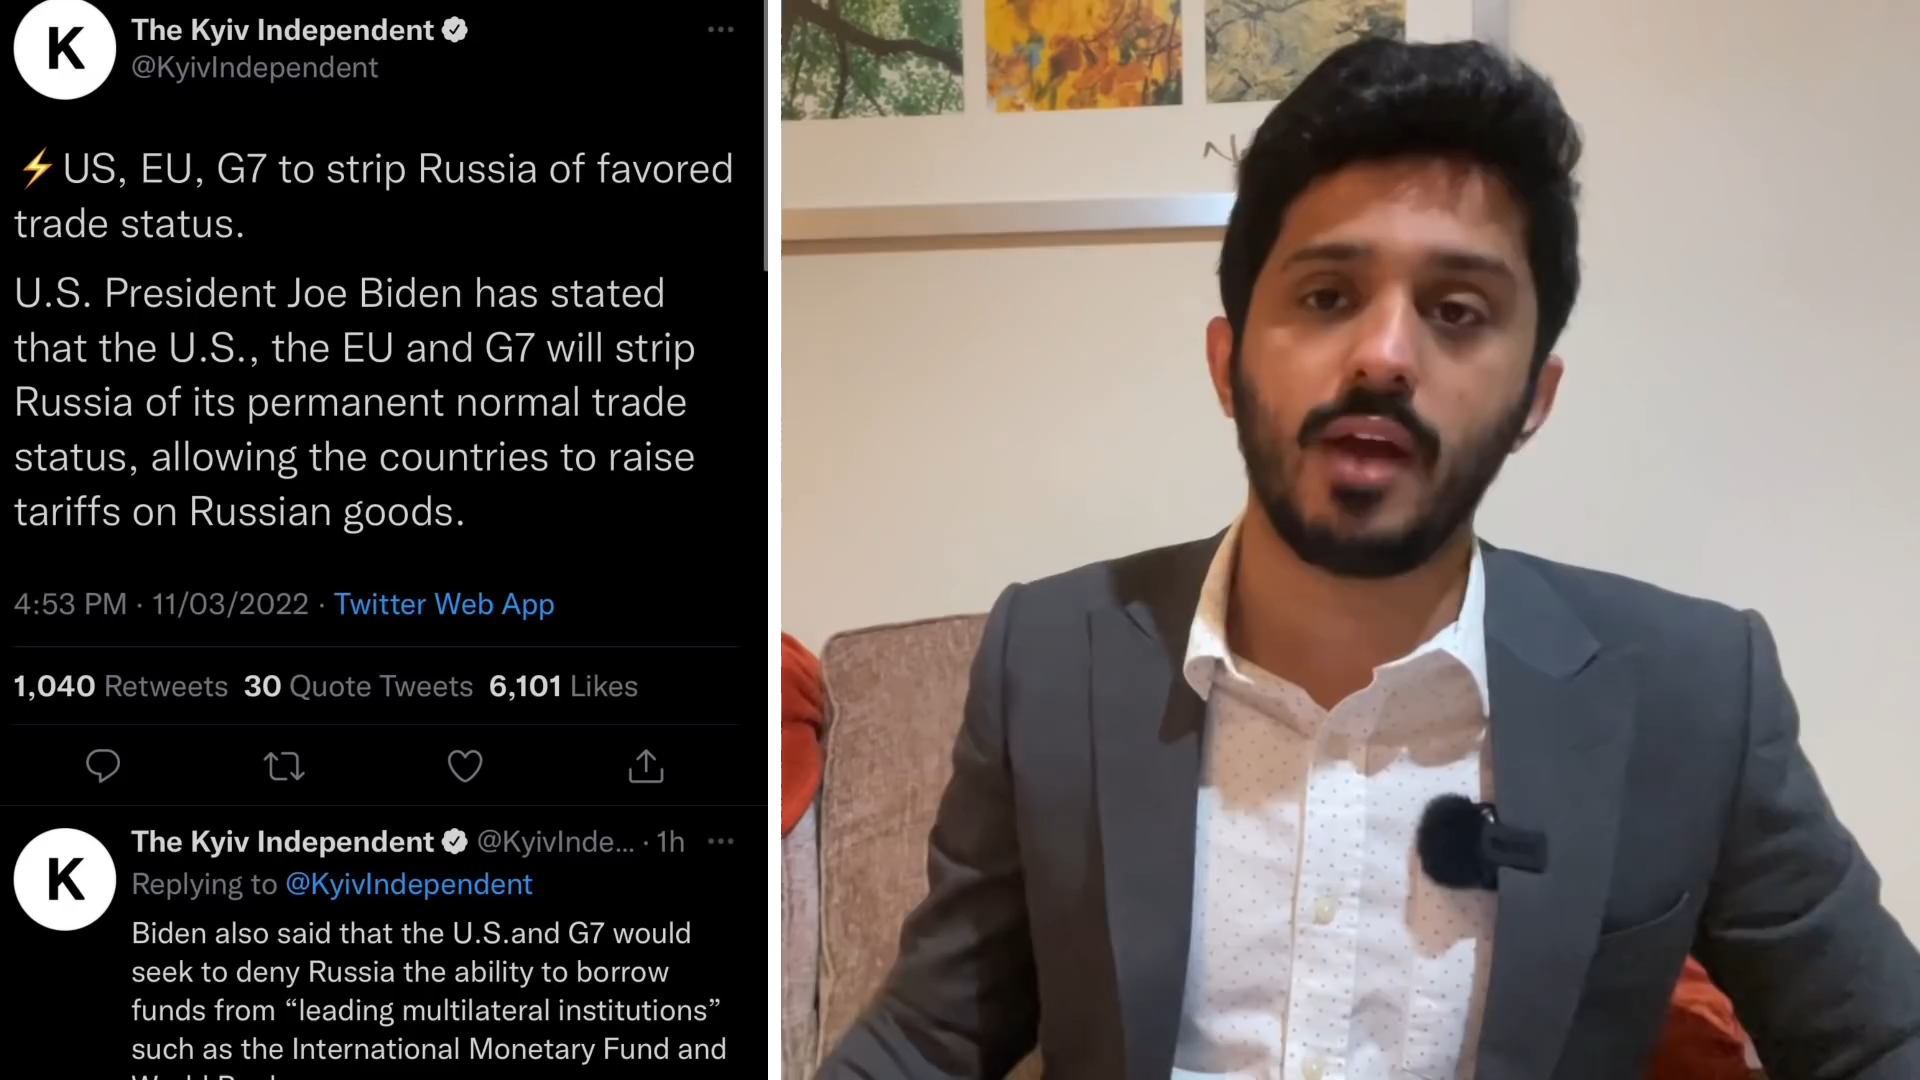 K
The Kyiv Independent
@KyivIndependent
⚡US, EU, G7 to strip Russia of favored
trade status.
U.S. President Joe Biden has stated
that the U.S., the EU and G7 will strip
Russia of its permanent normal trade
status, allowing the countries to raise
tariffs on Russian goods.
4:53 PM · 11/03/2022 · Twitter Web App
1,040 Retweets 30 Quote Tweets 6,101 Likes
K
The Kyiv Independent @KyivInde... · 1h
Replying to @KyivIndependent
Biden also said that the U.S.and G7 would
seek to deny Russia the ability to borrow
funds from “leading multilateral institutions”
such as the International Monetary Fund and